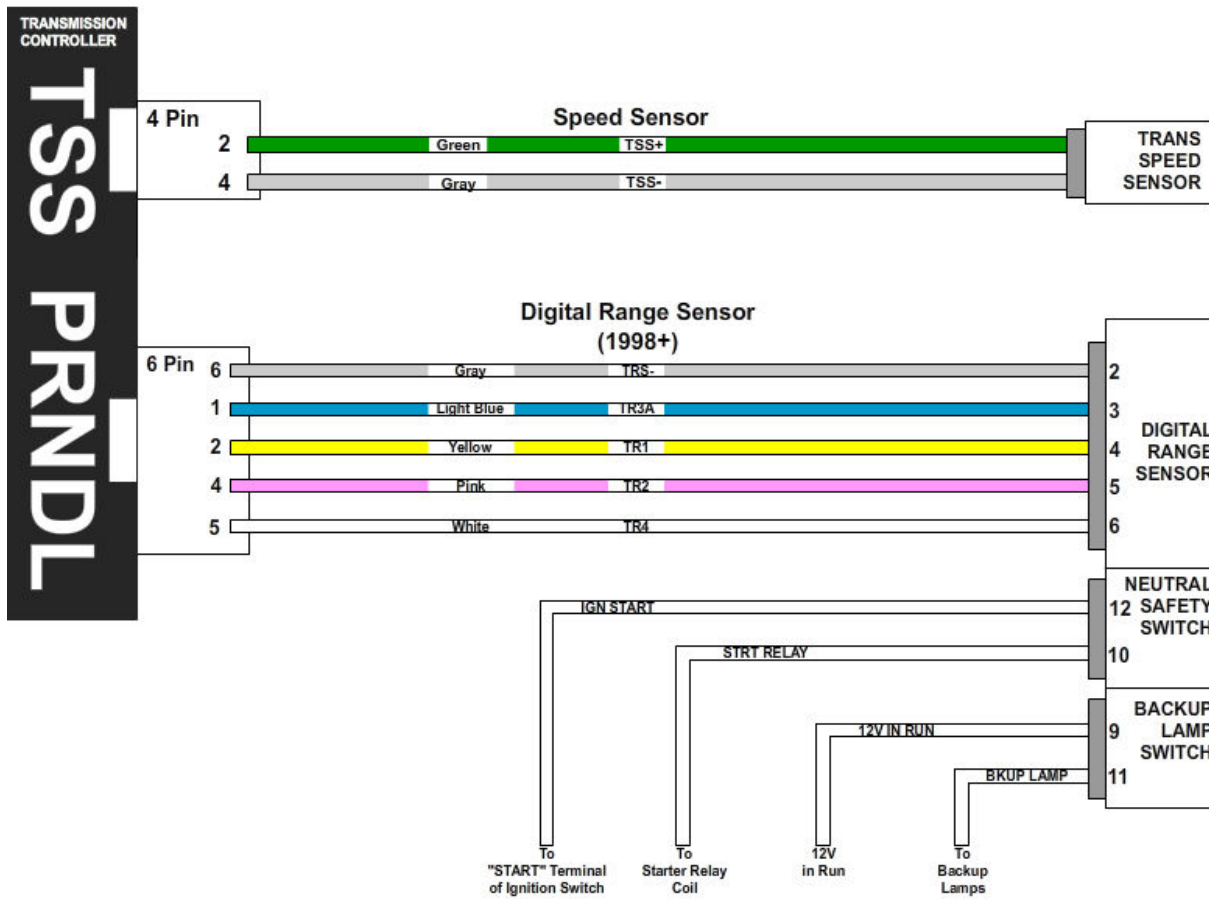 TRANSMISSION
CONTROLLER
TSS PRNDL
4 Pin
Speed Sensor
2
Green
TSS+
4
Gray
TSS-
TRANS
SPEED
SENSOR
Digital Range Sensor
(1998+)
6 Pin
6
Gray
TRS-
2
1
Light Blue
TR3A
3
2
Yellow
TR1
4
4
Pink
TR2
5
5
White
TR4
6
DIGITAL
RANGE
SENSOR
IGN START
12
STRT RELAY
10
NEUTRAL
SAFETY
SWITCH
12V IN RUN
9
BKUP LAMP
11
BACKUP
LAMP
SWITCH
To
"START" Terminal
of Ignition Switch
To
Starter Relay
Coil
12V
in Run
To
Backup
Lamps